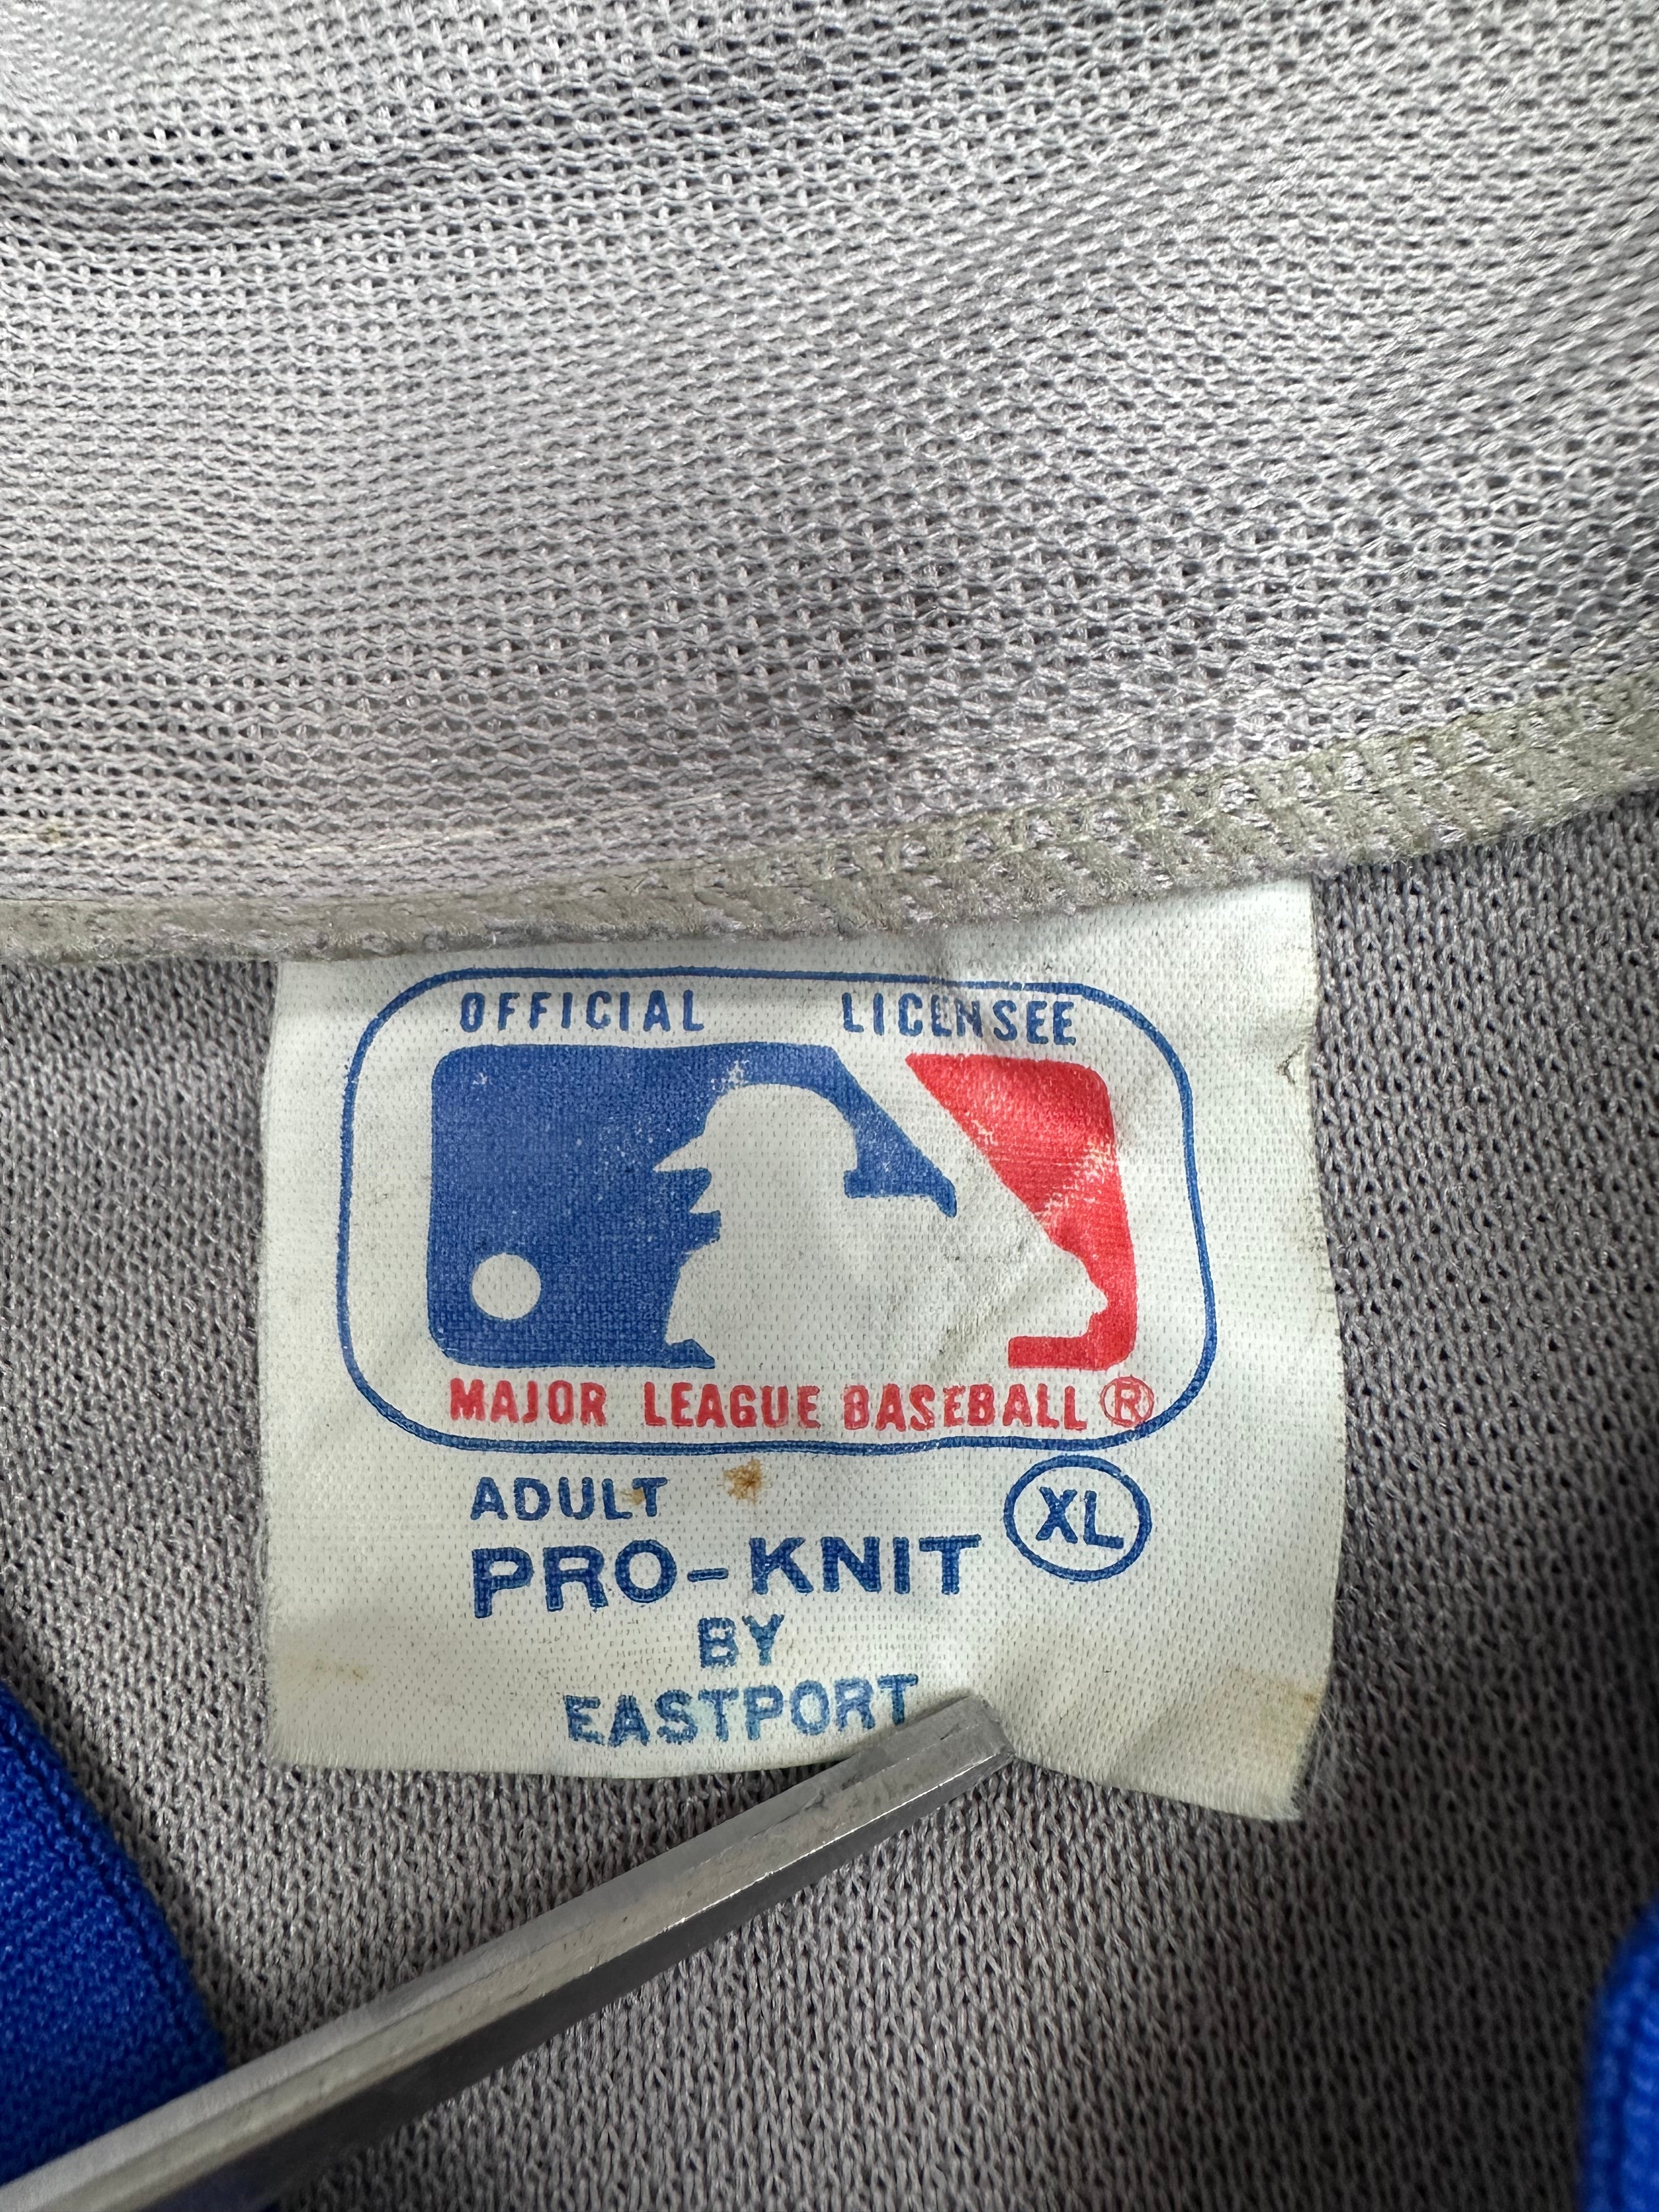 OFFICIAL LICENSEE
MAJOR LEAGUE BASEBALL®
ADULT
XL
PRO-KNIT
BY
EASTPORT